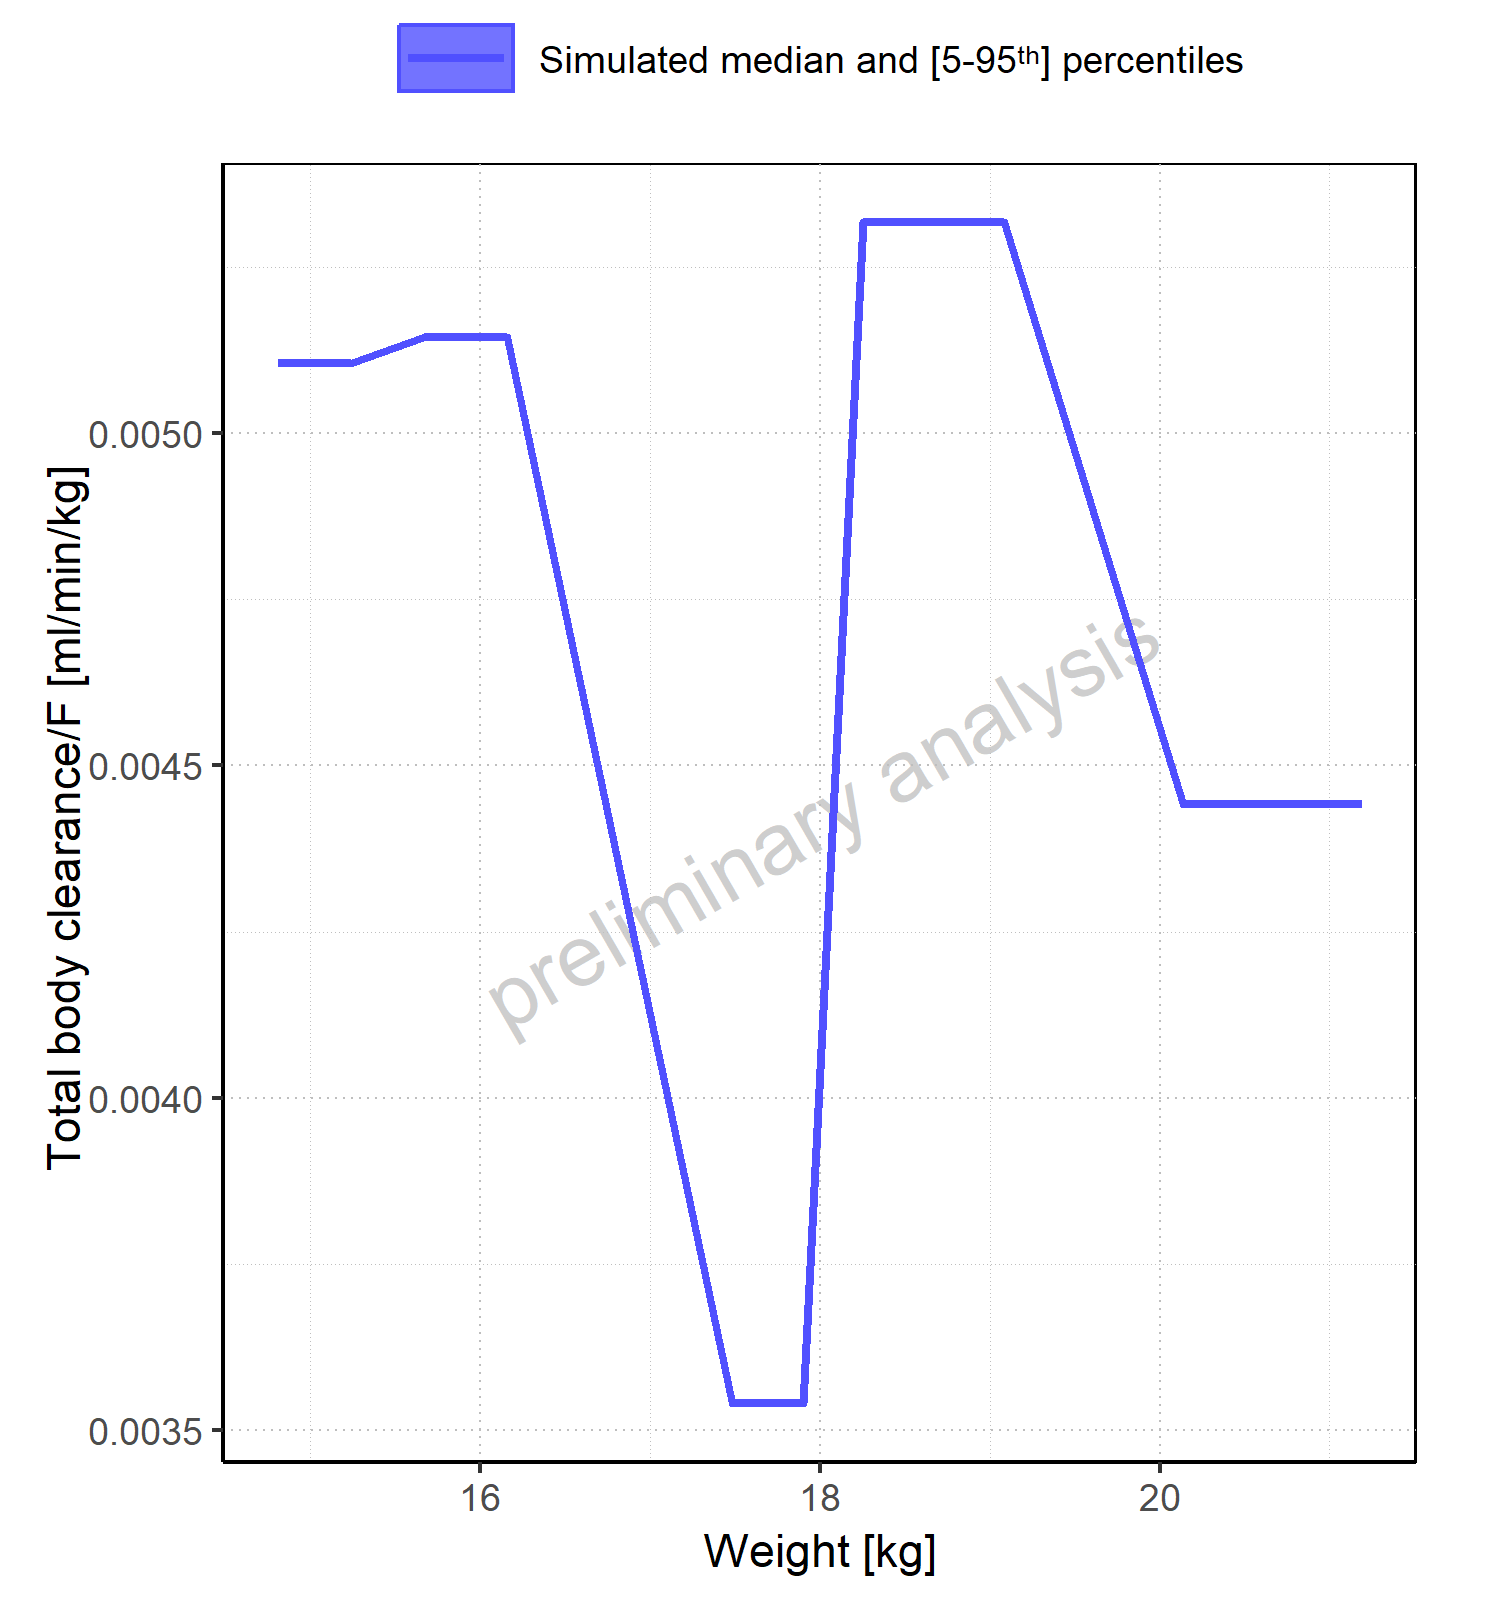 Simulated median and [5-95ᵗʰ] percentiles
Total body clearance/F [ml/min/kg]
0.0050
0.0045
0.0040
0.0035
preliminary analysis
16 18 20
Weight [kg]